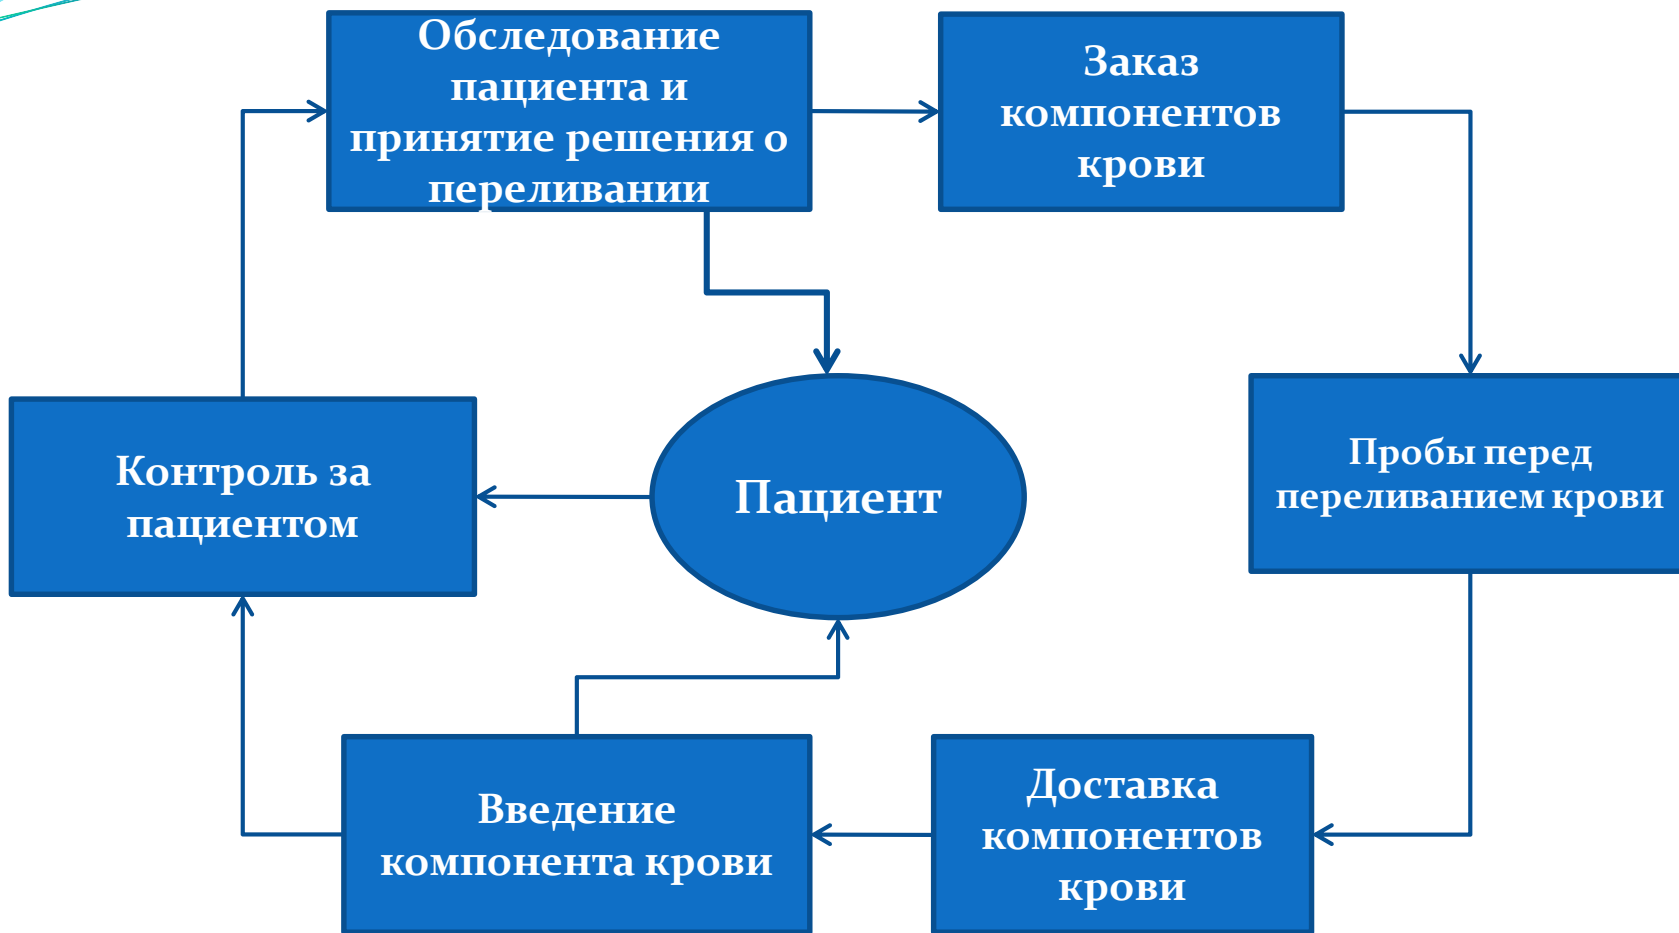 Обследование
пациента и
принятие решения о
переливании
Заказ
компонентов
крови
Контроль за
пациентом
Пациент
Пробы перед
переливанием крови
Введение
компонента крови
Доставка
компонентов
крови